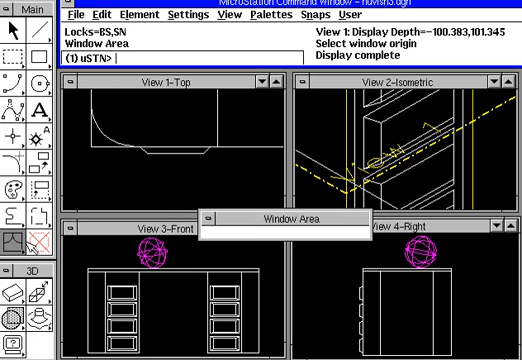 MicroStation Command Window - nuvish3.dgn
Main
File Edit Element Settings View Palettes Snaps User
Locks=BS,SN
View 1: Display Depth=-100.383,101.345
Window Area
Select window origin
(1) uSTN>
Display complete
View 1-Top
View 2-Isometric
A
Window Area
View 3-Front
View 4-Right
3D
?